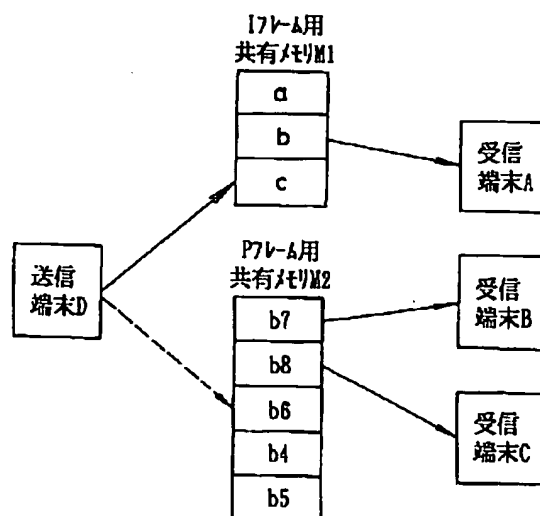 Iフレーム用
共有メモリM1
a
b
c
受信
端末A
送信
端末D
Pフレーム用
共有メモリM2
b7
b8
b6
b4
b5
受信
端末B
受信
端末C